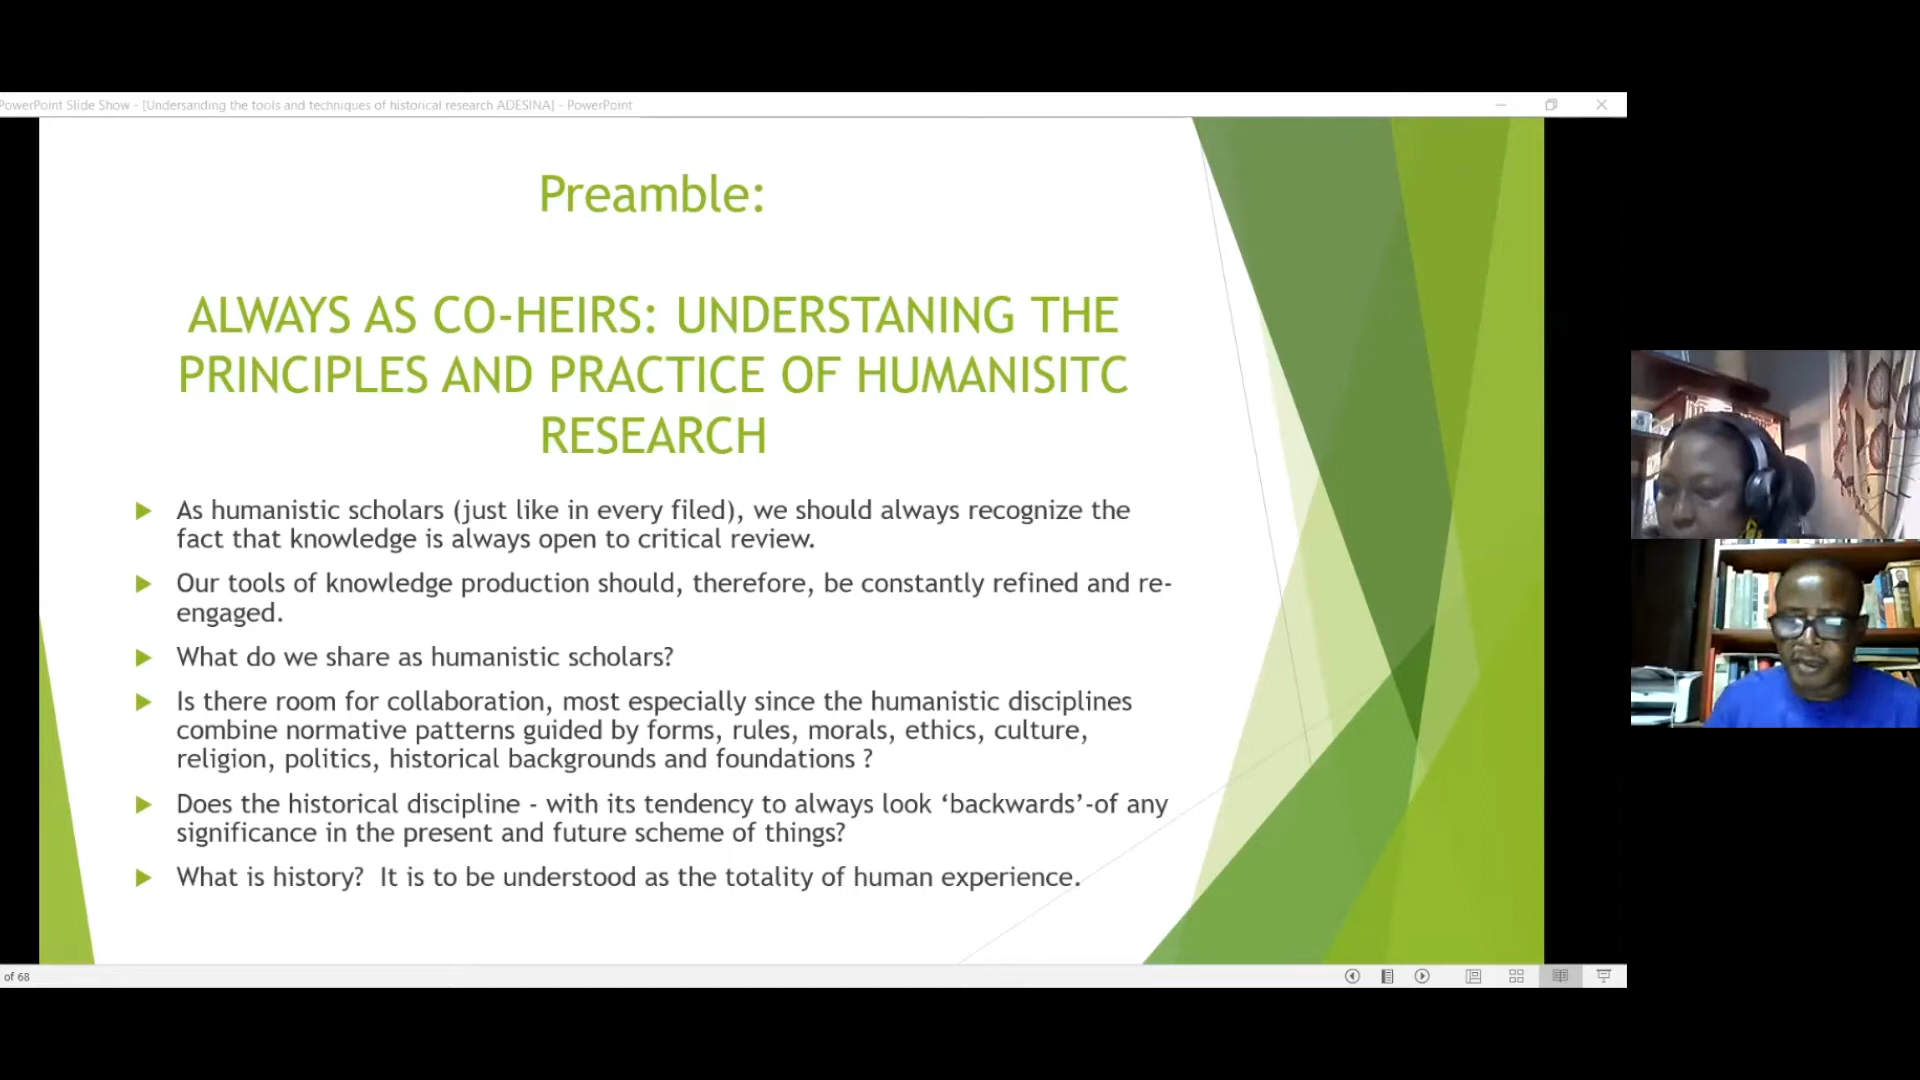 PowerPoint Slide Show - [Undersanding the tools and techniques of historical research ADESINA] - PowerPoint
Preamble:
ALWAYS AS CO-HEIRS: UNDERSTANING THE
PRINCIPLES AND PRACTICE OF HUMANISITC
RESEARCH
As humanistic scholars (just like in every filed), we should always recognize the
fact that knowledge is always open to critical review.
Our tools of knowledge production should, therefore, be constantly refined and re-
engaged.
What do we share as humanistic scholars?
Is there room for collaboration, most especially since the humanistic disciplines
combine normative patterns guided by forms, rules, morals, ethics, culture,
religion, politics, historical backgrounds and foundations ?
Does the historical discipline - with its tendency to always look ‘backwards’-of any
significance in the present and future scheme of things?
What is history?  It is to be understood as the totality of human experience.
of 68